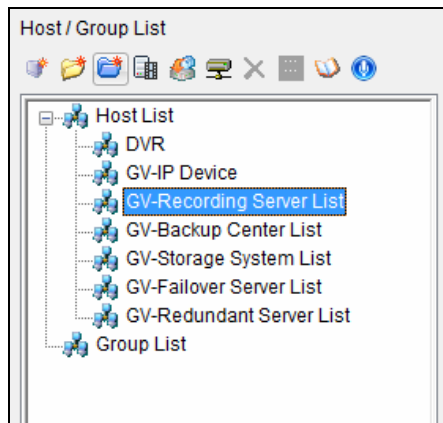 Host / Group List
Host List
DVR
GV-IP Device
GV-Recording Server List
GV-Backup Center List
GV-Storage System List
GV-Failover Server List
GV-Redundant Server List
Group List